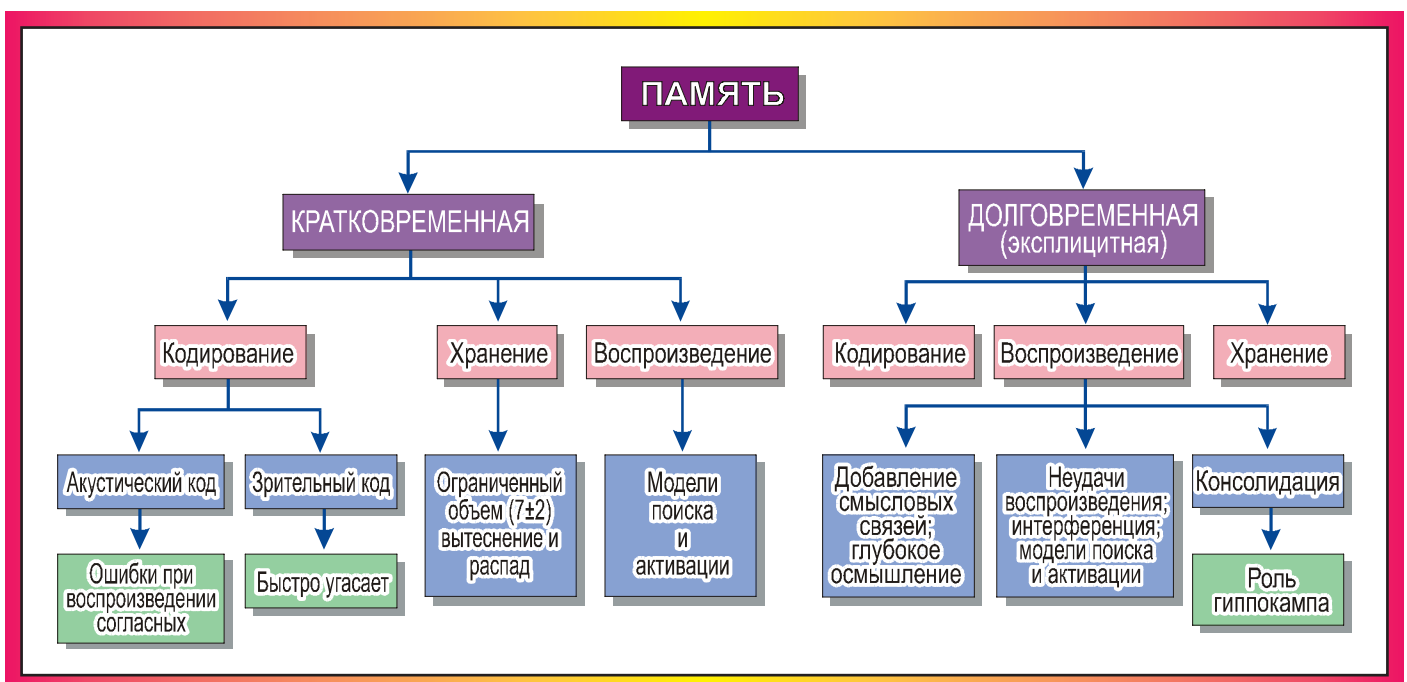 ПАМЯТЬ
КРАТКОВРЕМЕННАЯ
ДОЛГОВРЕМЕННАЯ
(эксплицитная)
Кодирование
Хранение
Воспроизведение
Кодирование
Воспроизведение
Хранение
Акустический код
Зрительный код
Ограниченный
объем (7±2)
вытеснение и
распад
Модели
поиска
и
активации
Добавление
смысловых
связей;
глубокое
осмышление
Неудачи
воспроизведения;
интерференция;
модели поиска
и активации
Консолидация
Ошибки при
воспроизведении
согласных
Быстро угасает
Роль
гиппокампа